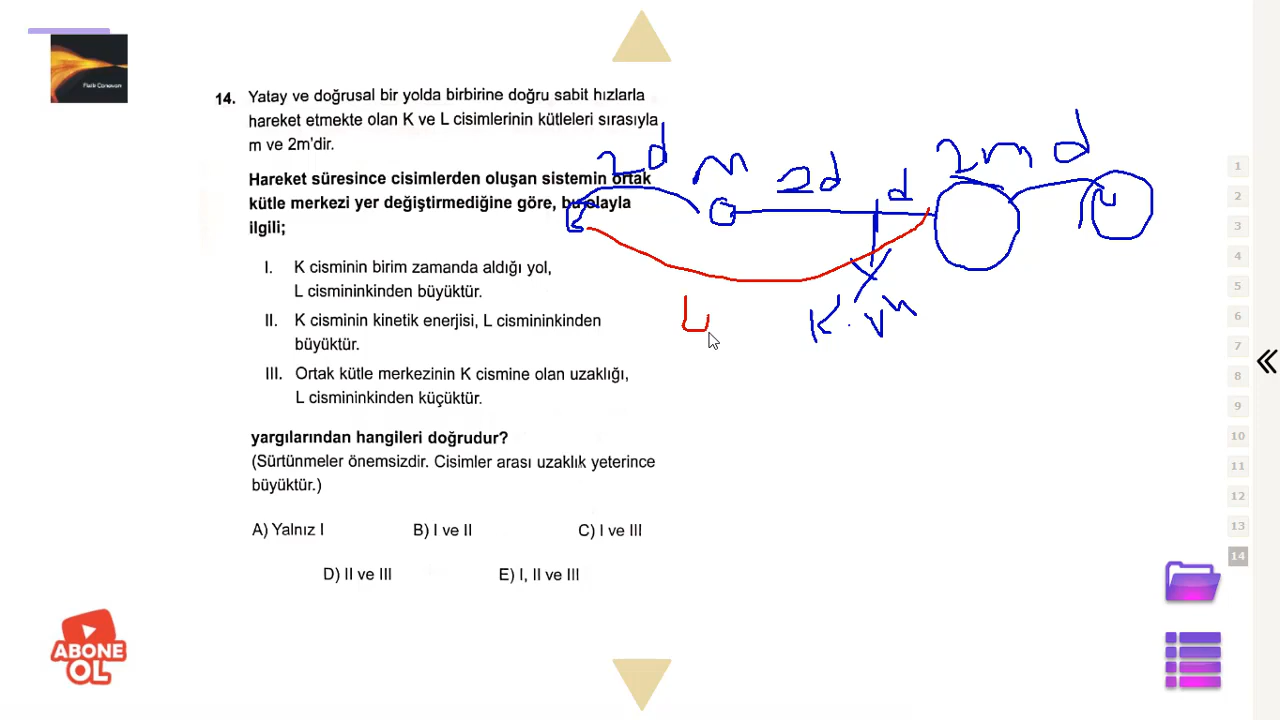 Fizik Canavarı
14. Yatay ve doğrusal bir yolda birbirine doğru sabit hızlarla
hareket etmekte olan K ve L cisimlerinin kütleleri sırasıyla
m ve 2m'dir.
Hareket süresince cisimlerden oluşan sistemin ortak
kütle merkezi yer değiştirmediğine göre, bu olayla
ilgili;
I. K cisminin birim zamanda aldığı yol,
L cismininkinden büyüktür.
II. K cisminin kinetik enerjisi, L cismininkinden
büyüktür.
III. Ortak kütle merkezinin K cismine olan uzaklığı,
L cismininkinden küçüktür.
yargılarından hangileri doğrudur?
(Sürtünmeler önemsizdir. Cisimler arası uzaklık yeterince
büyüktür.)
A) Yalnız I B) I ve II C) I ve III
D) II ve III E) I, II ve III
2d m 2d d 2m d
K.m
L
1
2
3
4
5
6
7
8
9
10
11
12
13
14
ABONE
OL